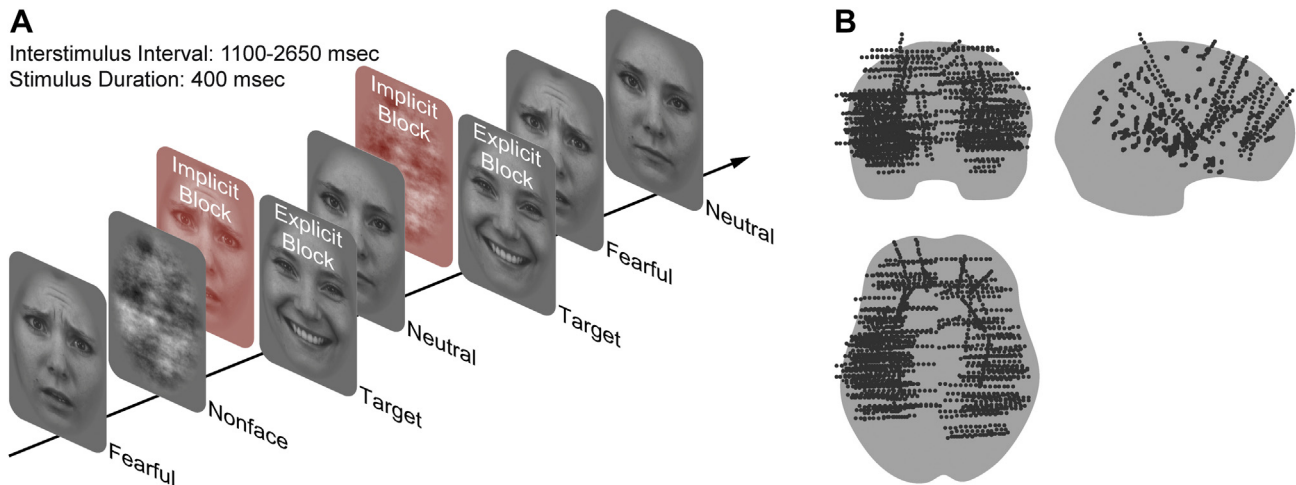 A
B
Interstimulus Interval: 1100-2650 msec
Stimulus Duration: 400 msec
Implicit
Block
Explicit
Block
Implicit
Block
Explicit
Block
Neutral
Fearful
Target
Neutral
Target
Nonface
Fearful